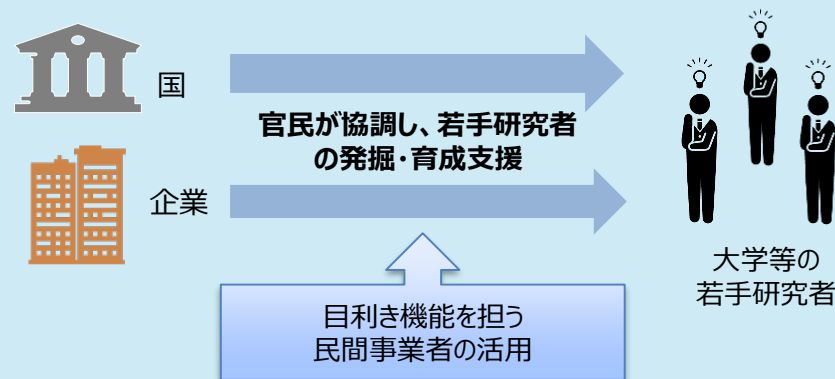 国
官民が協調し、若手研究者
の発掘・育成支援
企業
大学等の
若手研究者
目利き機能を担う
民間事業者の活用